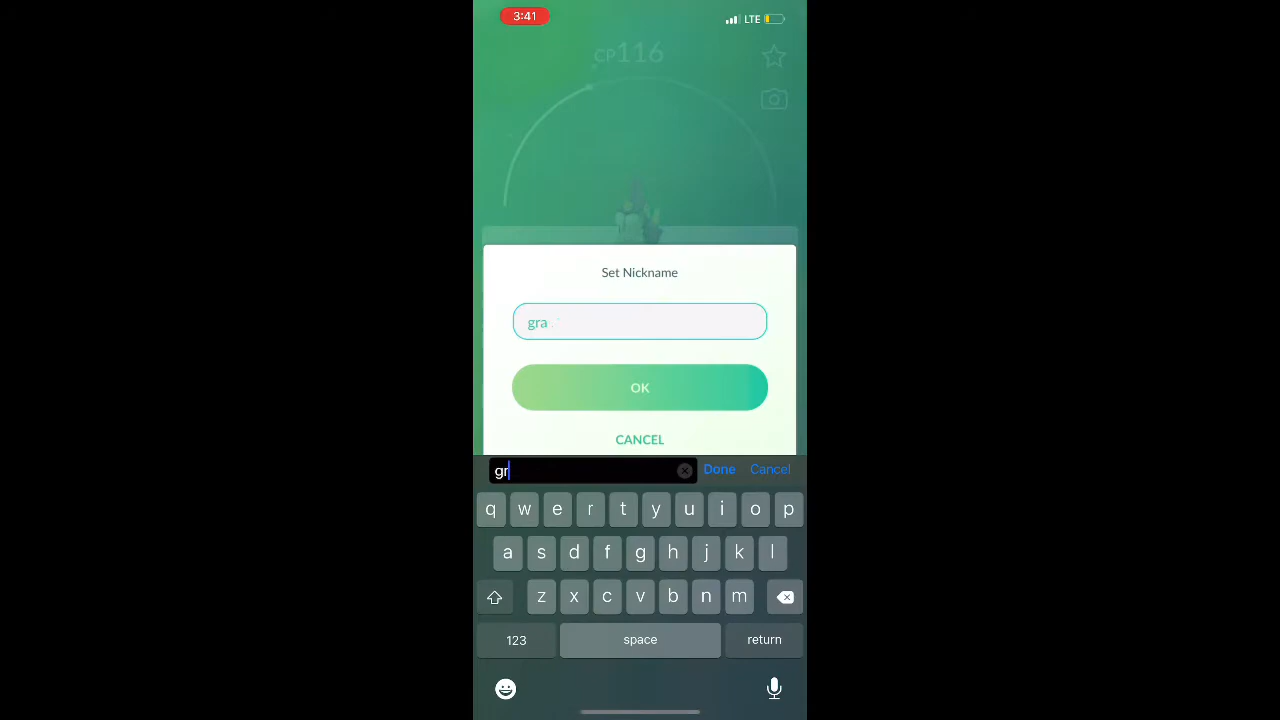 3:41
LTE
CP116
Set Nickname
gra
OK
CANCEL
gr
Done
Cancel
q w e r t y u i o p
a s d f g h j k l
z x c v b n m
123
space
return